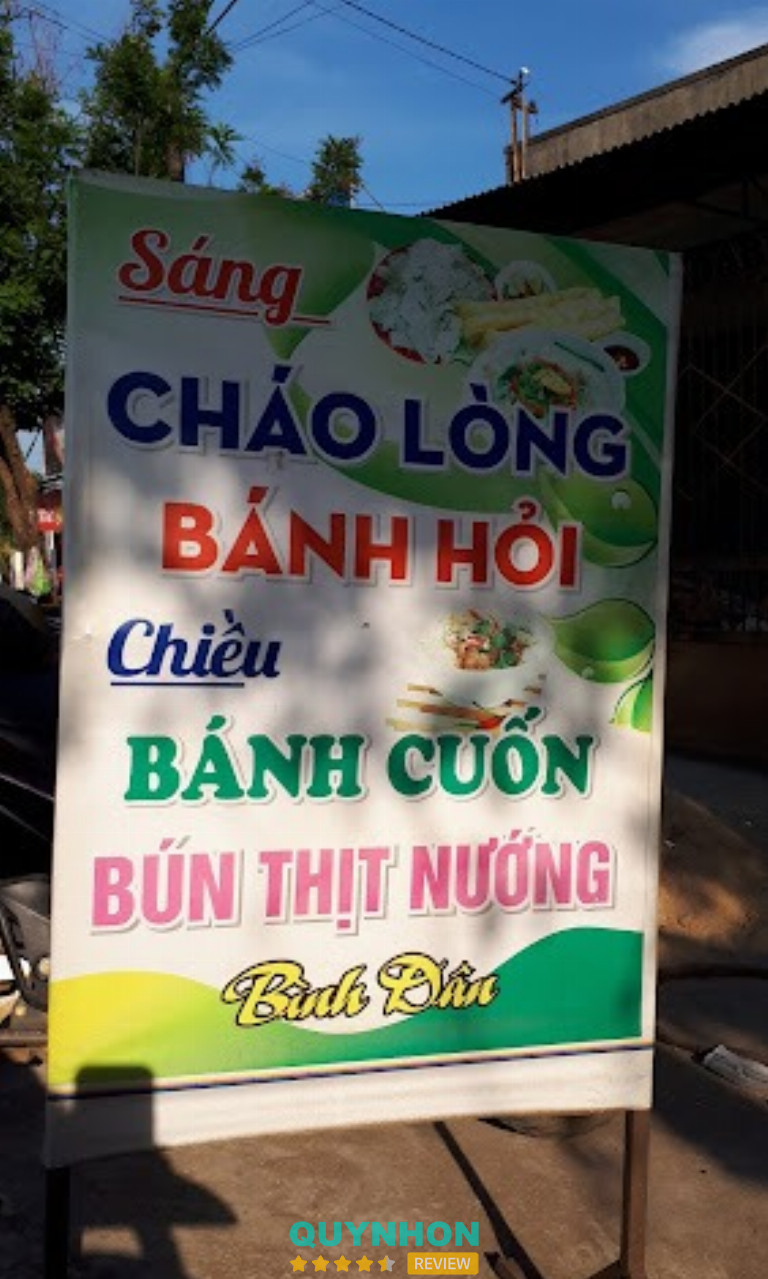 Sáng
CHÁO LÒNG
BÁNH HỎI
Chiều
BÁNH CUỐN
BÚN THỊT NƯỚNG
Bình Dân
QUYNHON
REVIEW